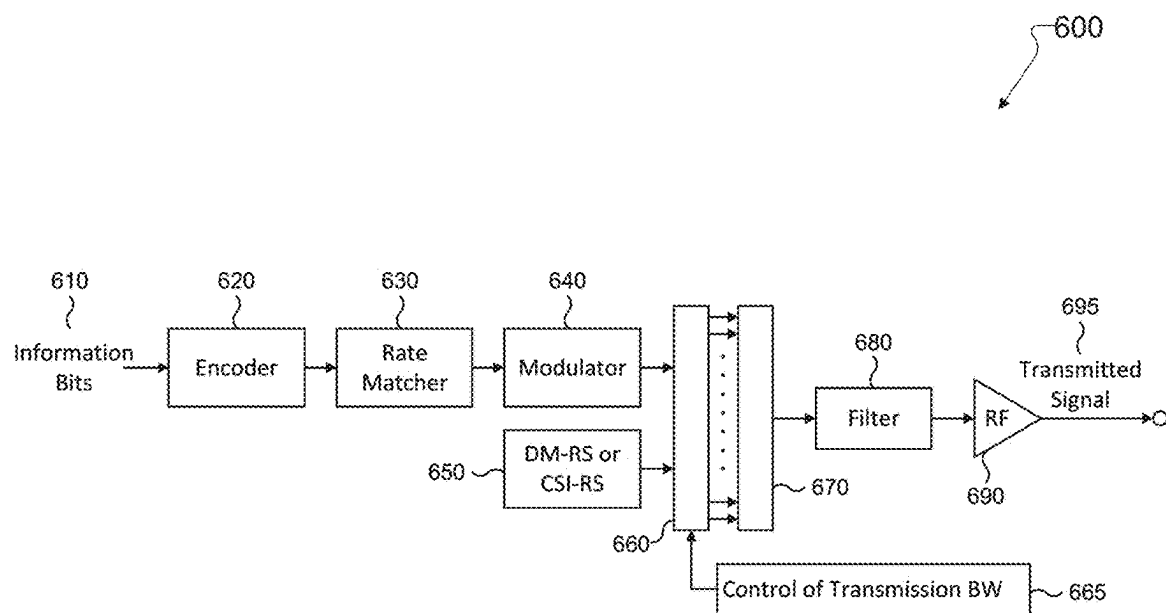 600
610
620
630
640
Information
Bits
Encoder
Rate
Matcher
Modulator
680
695
Transmitted
Signal
Filter
RF
690
650
DM-RS or
CSI-RS
660
670
Control of Transmission BW
665